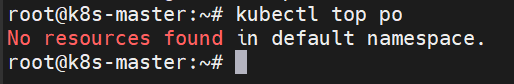 root@k8s-master:~# kubectl top po
No resources found in default namespace.
root@k8s-master:~#